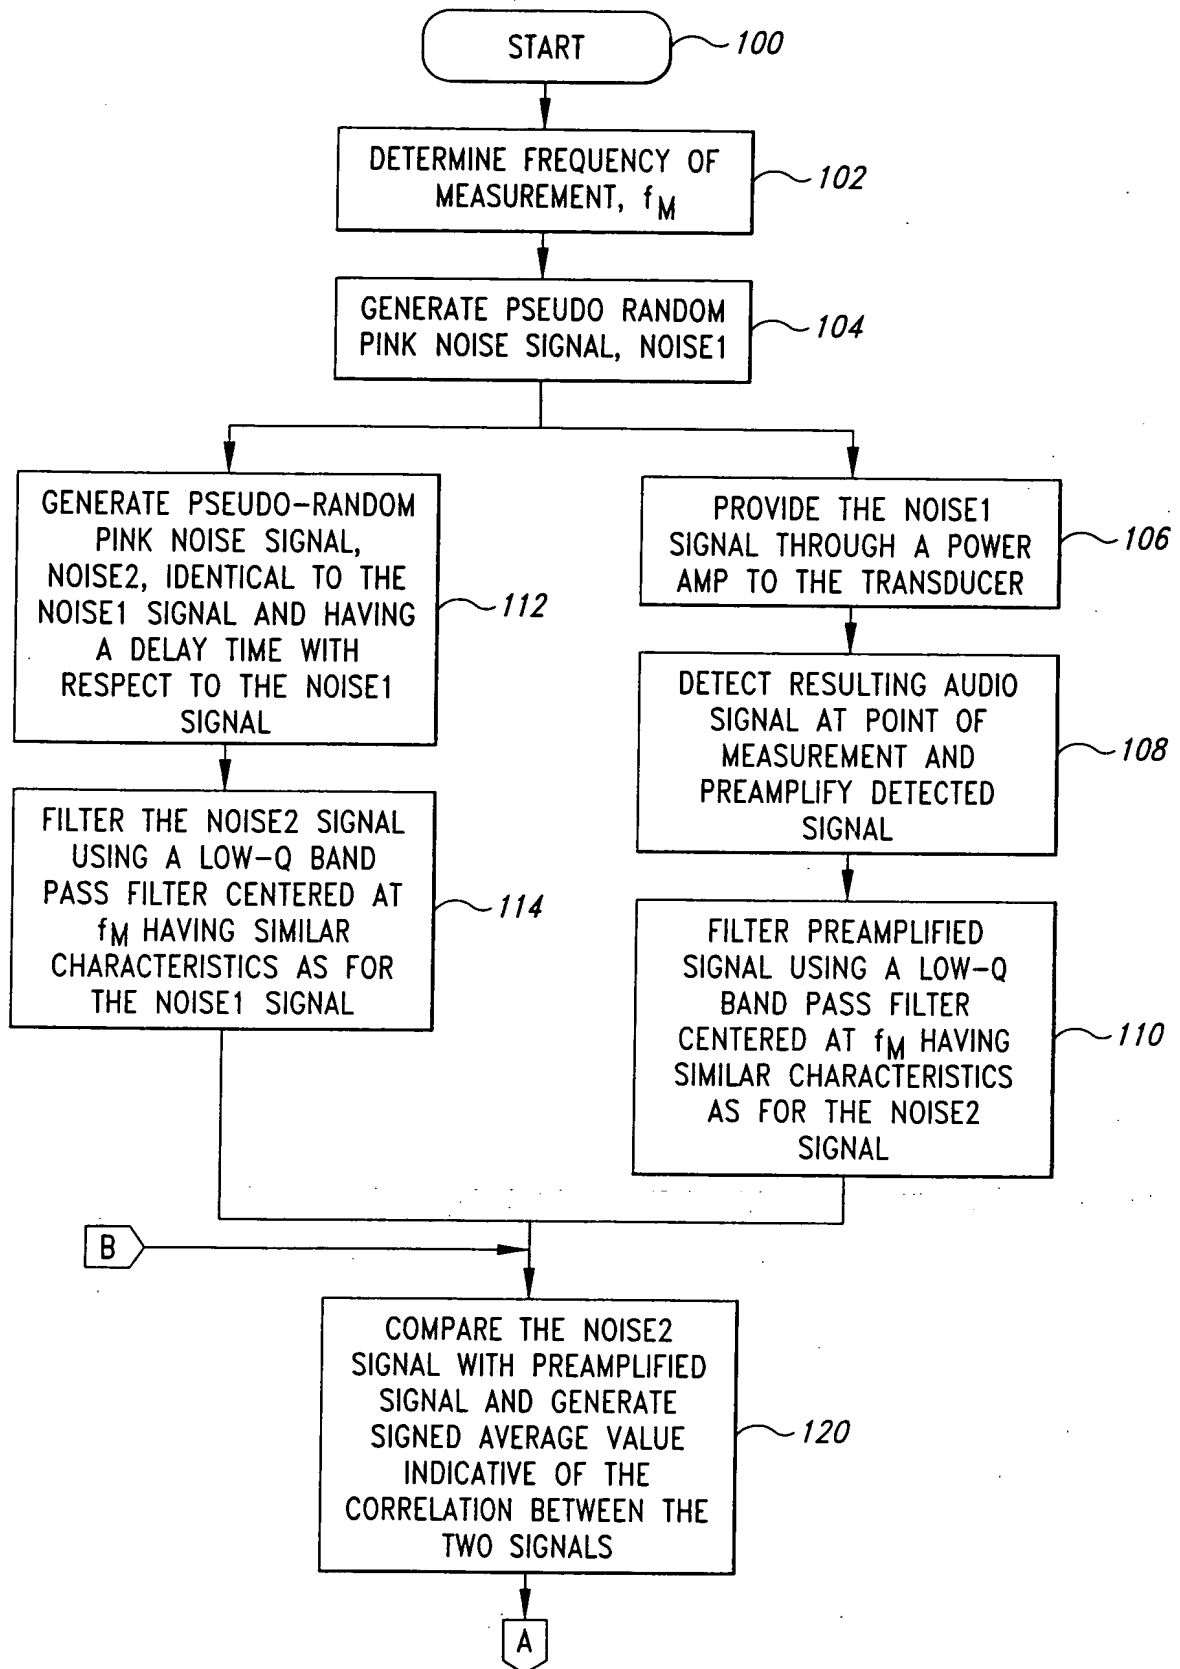 START
100
DETERMINE FREQUENCY OF
MEASUREMENT, fM
102
GENERATE PSEUDO RANDOM
PINK NOISE SIGNAL, NOISE1
104
GENERATE PSEUDO-RANDOM
PINK NOISE SIGNAL,
NOISE2, IDENTICAL TO THE
NOISE1 SIGNAL AND HAVING
A DELAY TIME WITH
RESPECT TO THE NOISE1
SIGNAL
112
FILTER THE NOISE2 SIGNAL
USING A LOW-Q BAND
PASS FILTER CENTERED AT
fM HAVING SIMILAR
CHARACTERISTICS AS FOR
THE NOISE1 SIGNAL
114
PROVIDE THE NOISE1
SIGNAL THROUGH A POWER
AMP TO THE TRANSDUCER
106
DETECT RESULTING AUDIO
SIGNAL AT POINT OF
MEASUREMENT AND
PREAMPLIFY DETECTED
SIGNAL
108
FILTER PREAMPLIFIED
SIGNAL USING A LOW-Q
BAND PASS FILTER
CENTERED AT fM HAVING
SIMILAR CHARACTERISTICS
AS FOR THE NOISE2
SIGNAL
110
B
COMPARE THE NOISE2
SIGNAL WITH PREAMPLIFIED
SIGNAL AND GENERATE
SIGNED AVERAGE VALUE
INDICATIVE OF THE
CORRELATION BETWEEN THE
TWO SIGNALS
120
A